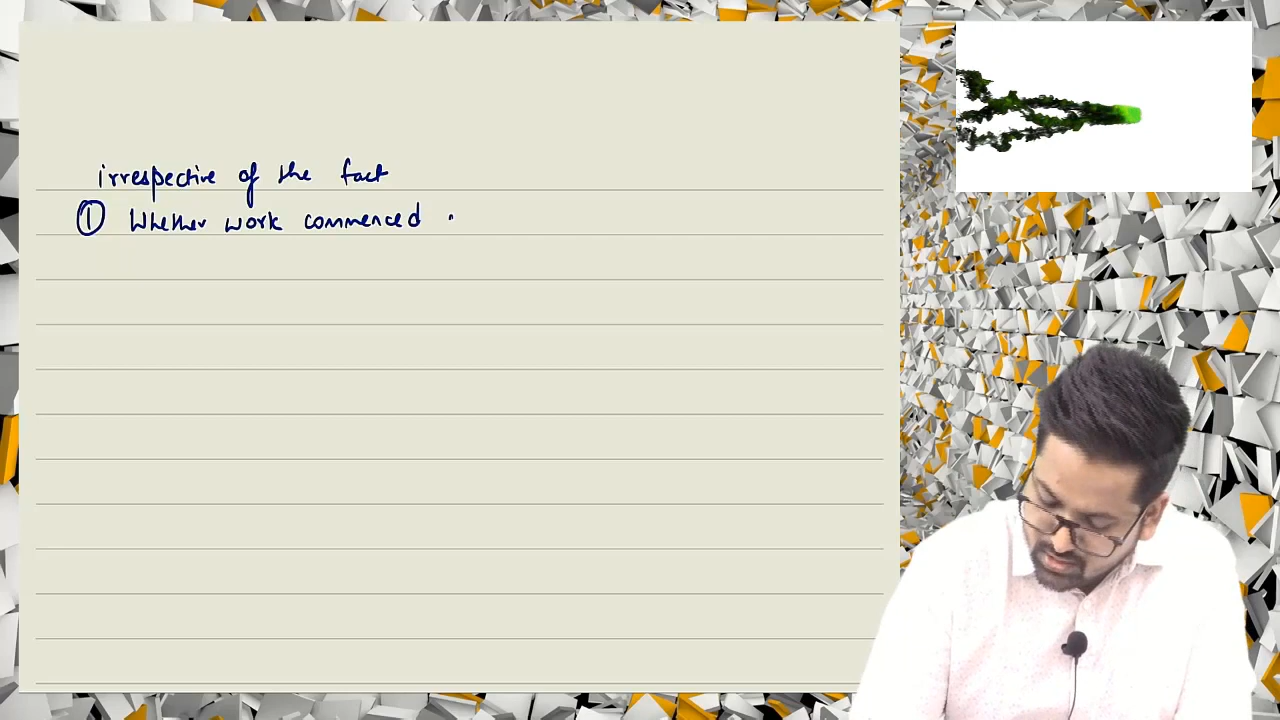 irrespective of the fact
① Whether work commenced